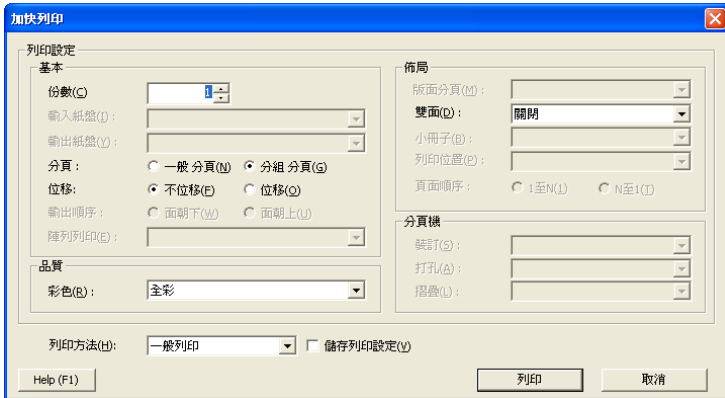 加快列印
列印設定
基本
份數(C) 1
輸入紙盤(I):
輸出紙盤(Y):
分頁: 一般 分頁(N) 分組 分頁(G)
位移: 不位移(F) 位移(O)
輸出順序: 面朝下(W) 面朝上(U)
陣列列印(E):
品質
彩色(R): 全彩
佈局
版面分頁(M):
雙面(D): 關閉
小冊子(B):
列印位置(P):
頁面順序: 1至N(1) N至1(T)
分頁機
裝訂(S):
打孔(A):
摺疊(L):
列印方法(H): 一般列印 儲存列印設定(V)
Help (F1) 列印 取消